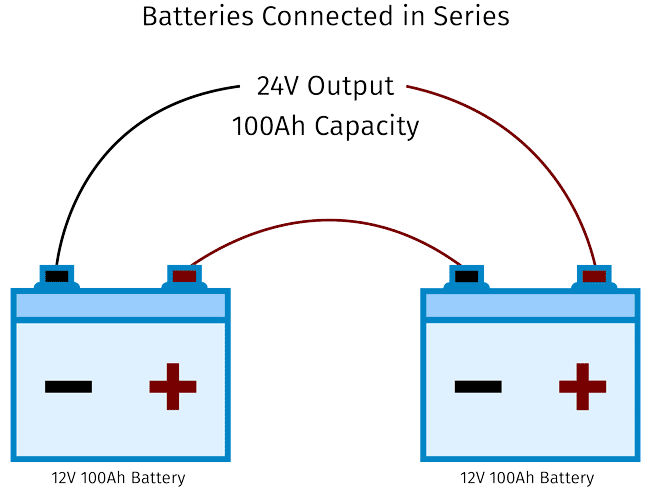 Batteries Connected in Series
24V Output
100Ah Capacity
12V 100Ah Battery
12V 100Ah Battery